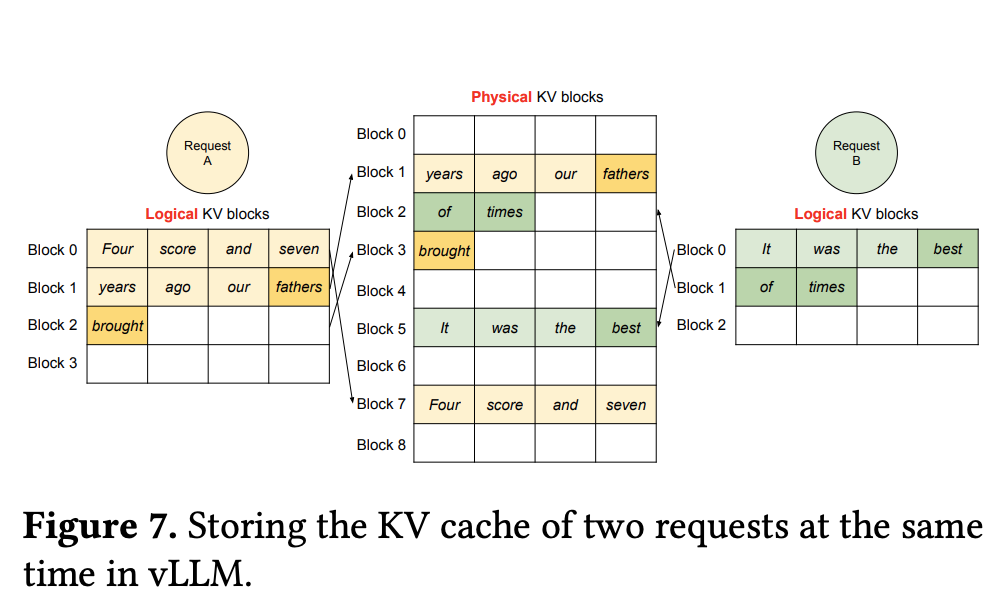 Physical KV blocks
Request
A
Request
B
Logical KV blocks
Logical KV blocks
Block 0 Four score and seven
Block 1 years ago our fathers
Block 2 brought
Block 3
Block 0
Block 1 years ago our fathers
Block 2 of times
Block 3 brought
Block 4
Block 5 It was the best
Block 6
Block 7 Four score and seven
Block 8
Block 0 It was the best
Block 1 of times
Block 2
Figure 7. Storing the KV cache of two requests at the same
time in vLLM.